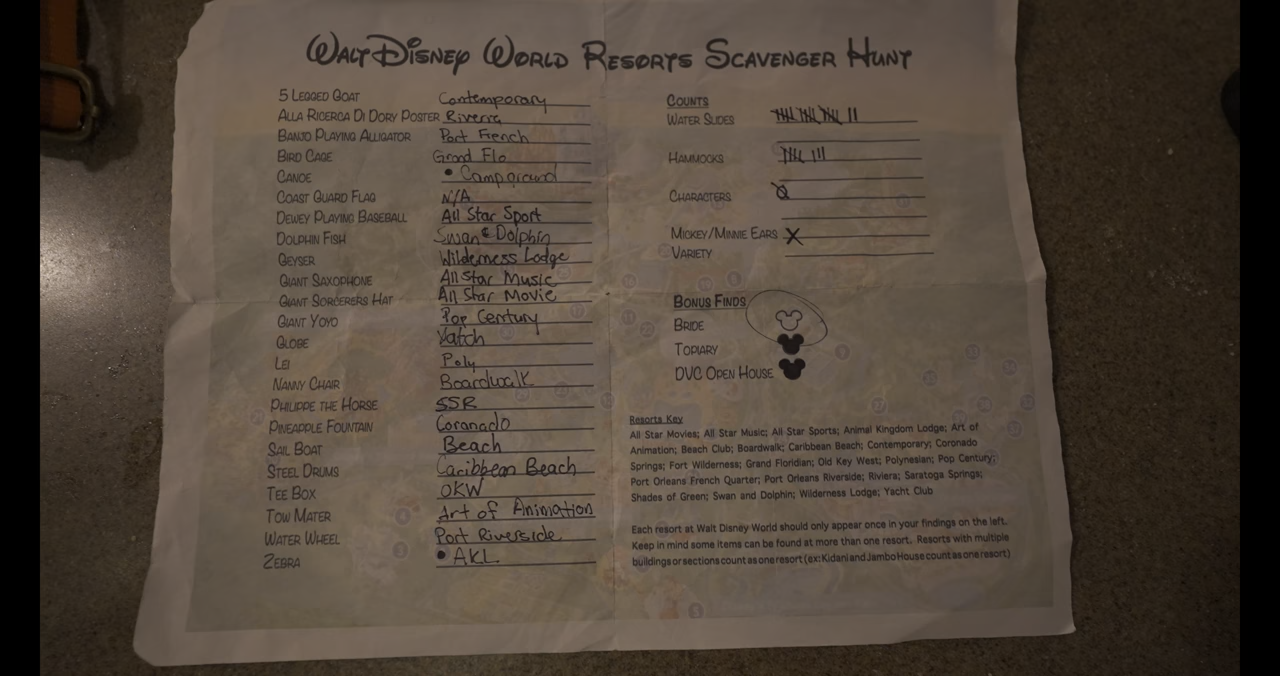 WALT DISNEY WORLD RESORTS SCAVENGER HUNT
5 LEGGED GOAT Contemporary
ALLA RICERCA DI DORY POSTER Riverra
BANJO PLAYING ALLIGATOR Port French
BIRD CAGE Grand Flo
CANOE • Campground
COAST GUARD FLAG N/A
DEWEY PLAYING BASEBALL All Star Sport
DOLPHIN FISH Swan & Dolphin
GEYSER Wilderness Lodge
GIANT SAXOPHONE All Star Music
GIANT SORCERERS HAT All Star Movie
GIANT YOYO Pop Century
GLOBE Yatch
LEI Poly
NANNY CHAIR Boardwalk
PHILIPPE THE HORSE SSR
PINEAPPLE FOUNTAIN Coranado
SAIL BOAT Beach
STEEL DRUMS Caribbean Beach
TEE BOX OKW
TOW MATER Art of Animation
WATER WHEEL Port Riverside
ZEBRA • AKL
COUNTS
WATER SLIDES
HAMMOCKS
CHARACTERS
MICKEY/MINNIE EARS X
VARIETY
BONUS FINDS
BRIDE
TOPIARY
DVC OPEN HOUSE
Resorts Key
All Star Movies; All Star Music; All Star Sports; Animal Kingdom Lodge; Art of
Animation; Beach Club; Boardwalk; Caribbean Beach; Contemporary; Coronado
Springs; Fort Wilderness; Grand Floridian; Old Key West; Polynesian; Pop Century;
Port Orleans French Quarter; Port Orleans Riverside; Riviera; Saratoga Springs;
Shades of Green; Swan and Dolphin; Wilderness Lodge; Yacht Club
Each resort at Walt Disney World should only appear once in your findings on the left.
Keep in mind some items can be found at more than one resort. Resorts with multiple
buildings or sections count as one resort (ex: Kidani and Jambo House count as one resort)